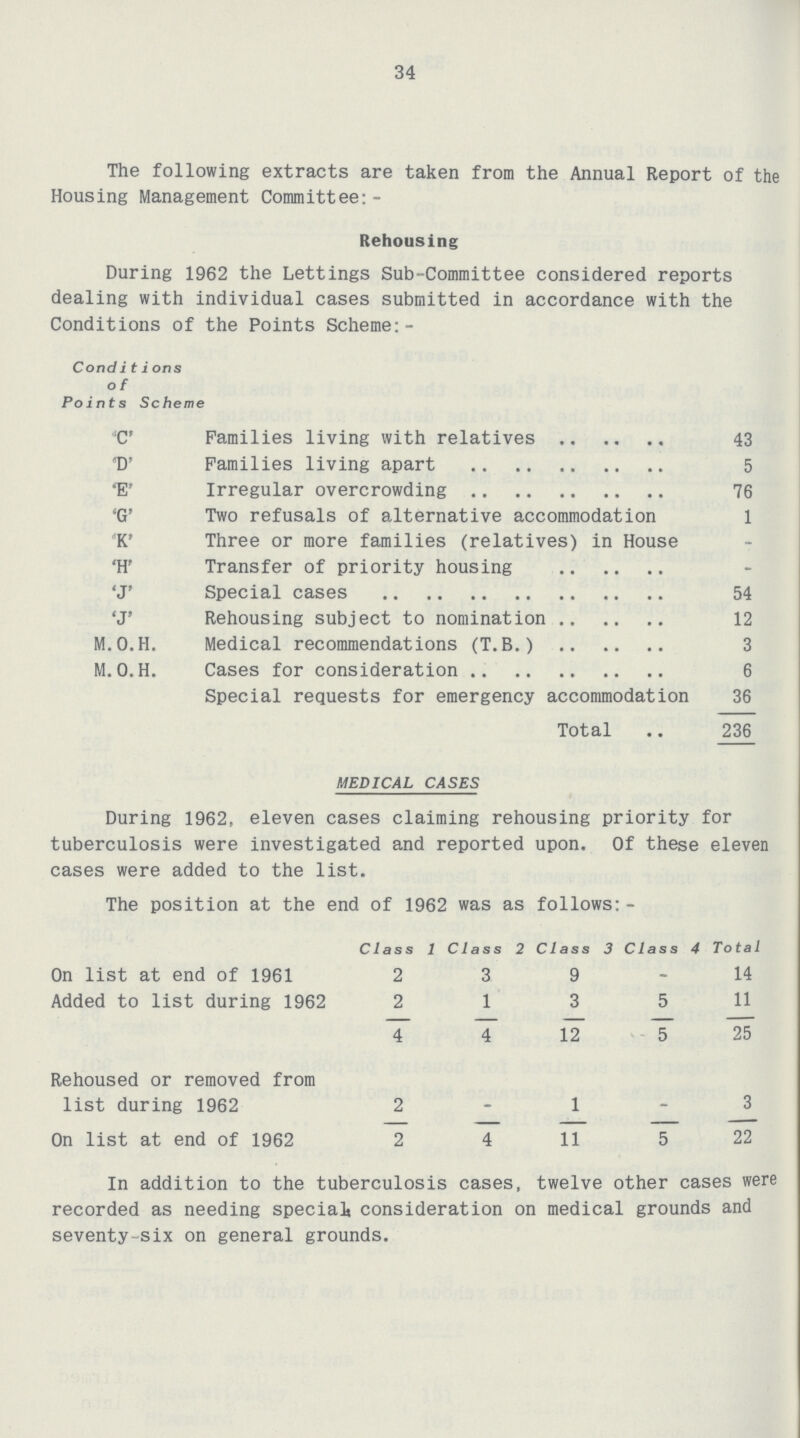 34
The following extracts are taken from the Annual Report of the
Housing Management Committee:-
Rehousing
During 1962 the Lettings Sub-Committee considered reports
dealing with individual cases submitted in accordance with the
Conditions of the Points Scheme:-
Conditions
of
Points Scheme
'C' Families living with relatives .. .. .. 43
'D' Families living apart .. .. .. .. .. 5
'E' Irregular overcrowding .. .. .. .. .. 76
'G' Two refusals of alternative accommodation 1
'K' Three or more families (relatives) in House -
'H' Transfer of priority housing .. .. .. -
'J' Special cases .. .. .. .. .. .. .. 54
'J' Rehousing subject to nomination .. .. .. 12
M.O.H. Medical recommendations (T.B.) .. .. .. 3
M.O.H. Cases for consideration .. .. .. .. .. 6
Special requests for emergency accommodation 36
Total .. 236
MEDICAL CASES
During 1962, eleven cases claiming rehousing priority for
tuberculosis were investigated and reported upon. Of these eleven
cases were added to the list.
The position at the end of 1962 was as follows:-
Class 1 Class 2 Class 3 Class 4 Total
On list at end of 1961 2 3 9 - 14
Added to list during 1962 2 1 3 5 11
4 4 12 5 25
Rehoused or removed from
list during 1962 2 - 1 - 3
On list at end of 1962 2 4 11 5 22
In addition to the tuberculosis cases, twelve other cases were
recorded as needing special consideration on medical grounds and
seventy-six on general grounds.